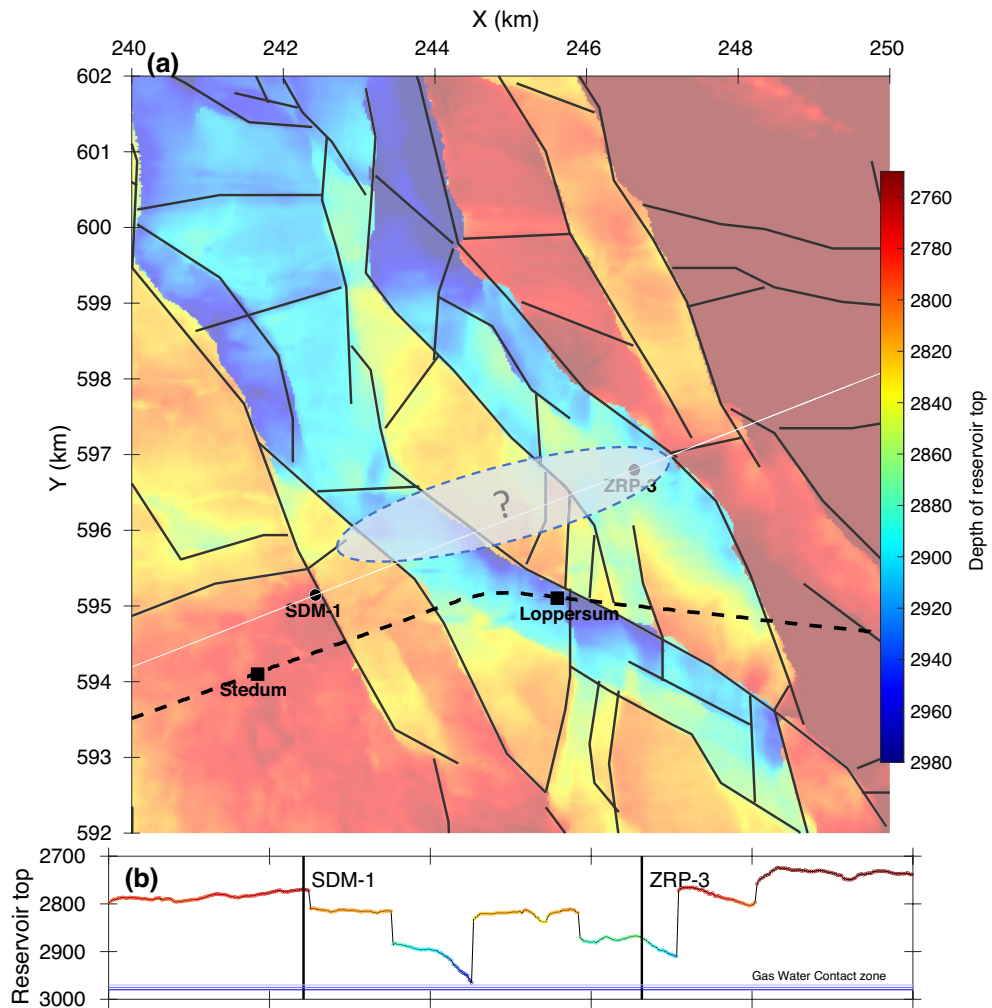 X (km)
240 242 244 246 248 250
(a)
602
601
600
599
598
597
596
595
594
593
592
Y (km)
?
ZRP-3
SDM-1
Loppersum
Stedum
2760
2780
2800
2820
2840
2860
2880
2900
2920
2940
2960
2980
Depth of reservoir top
(b)
SDM-1
ZRP-3
2700
2800
2900
3000
Reservoir top
Gas Water Contact zone